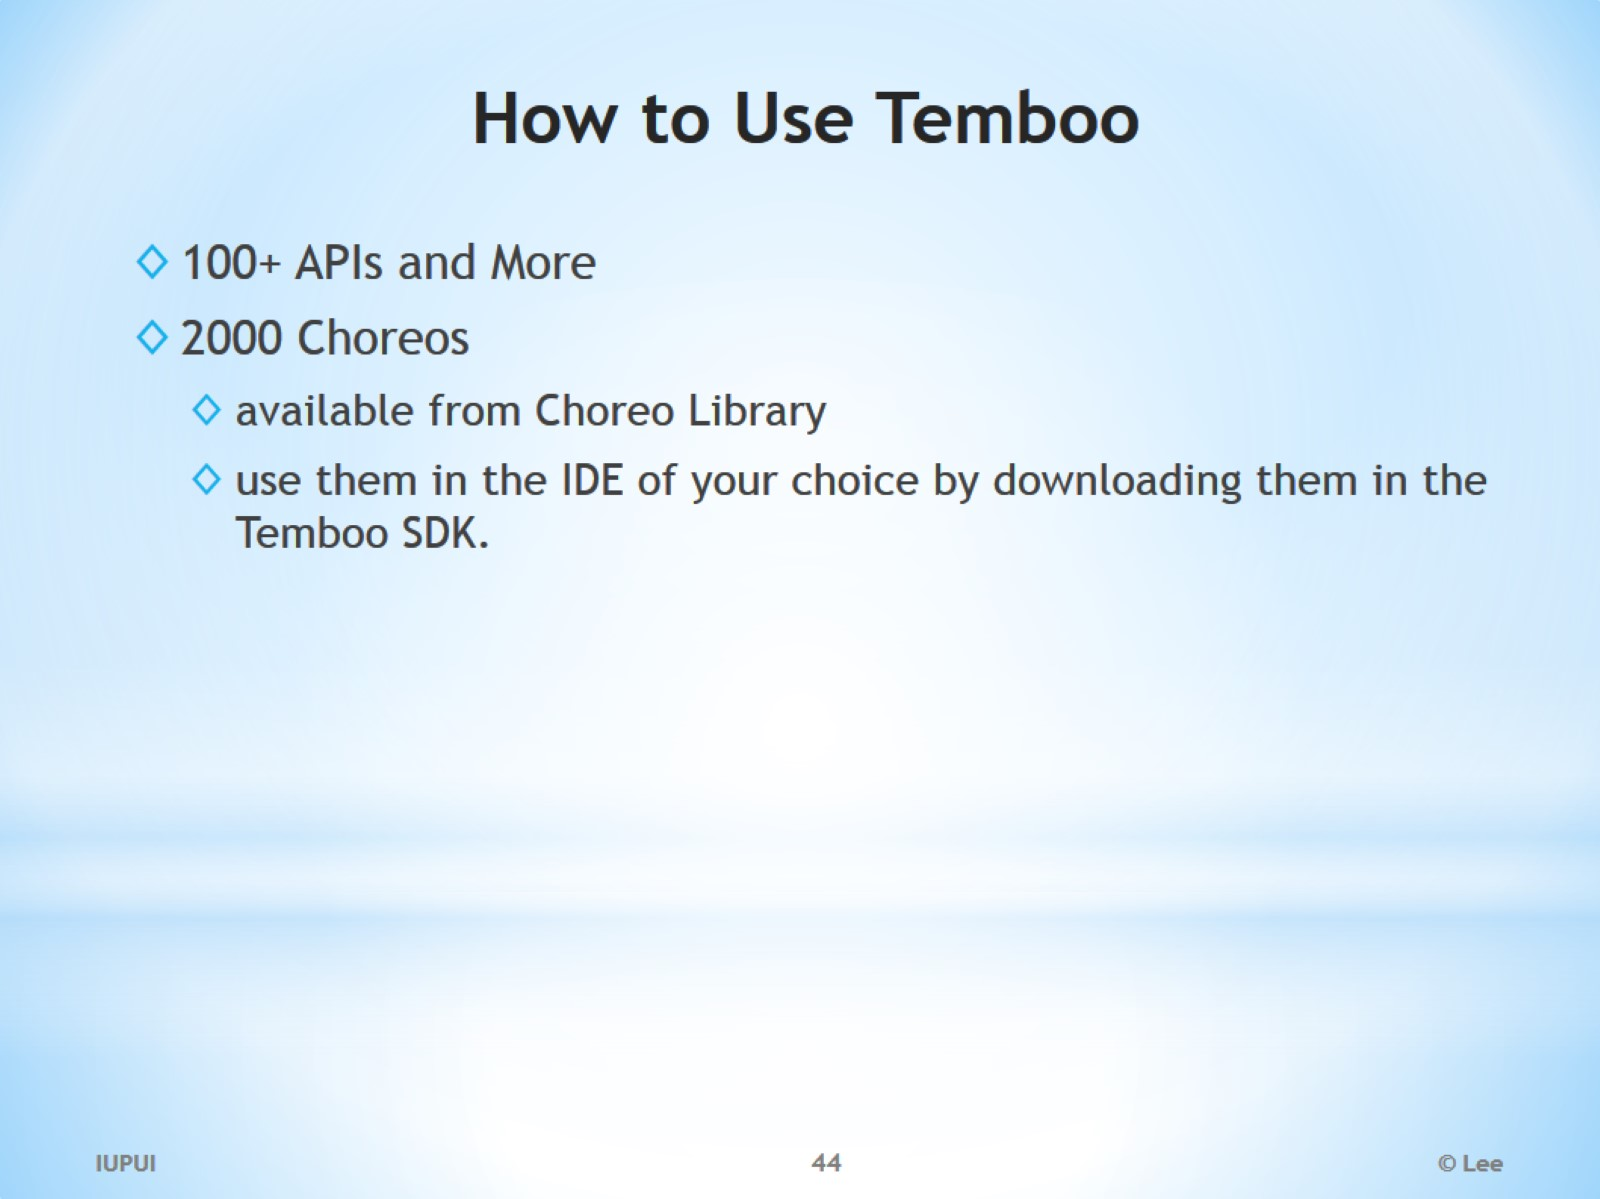 How to Use Temboo
◇ 100+ APIs and More
◇ 2000 Choreos
◇ available from Choreo Library
◇ use them in the IDE of your choice by downloading them in the
Temboo SDK.
IUPUI 44 © Lee